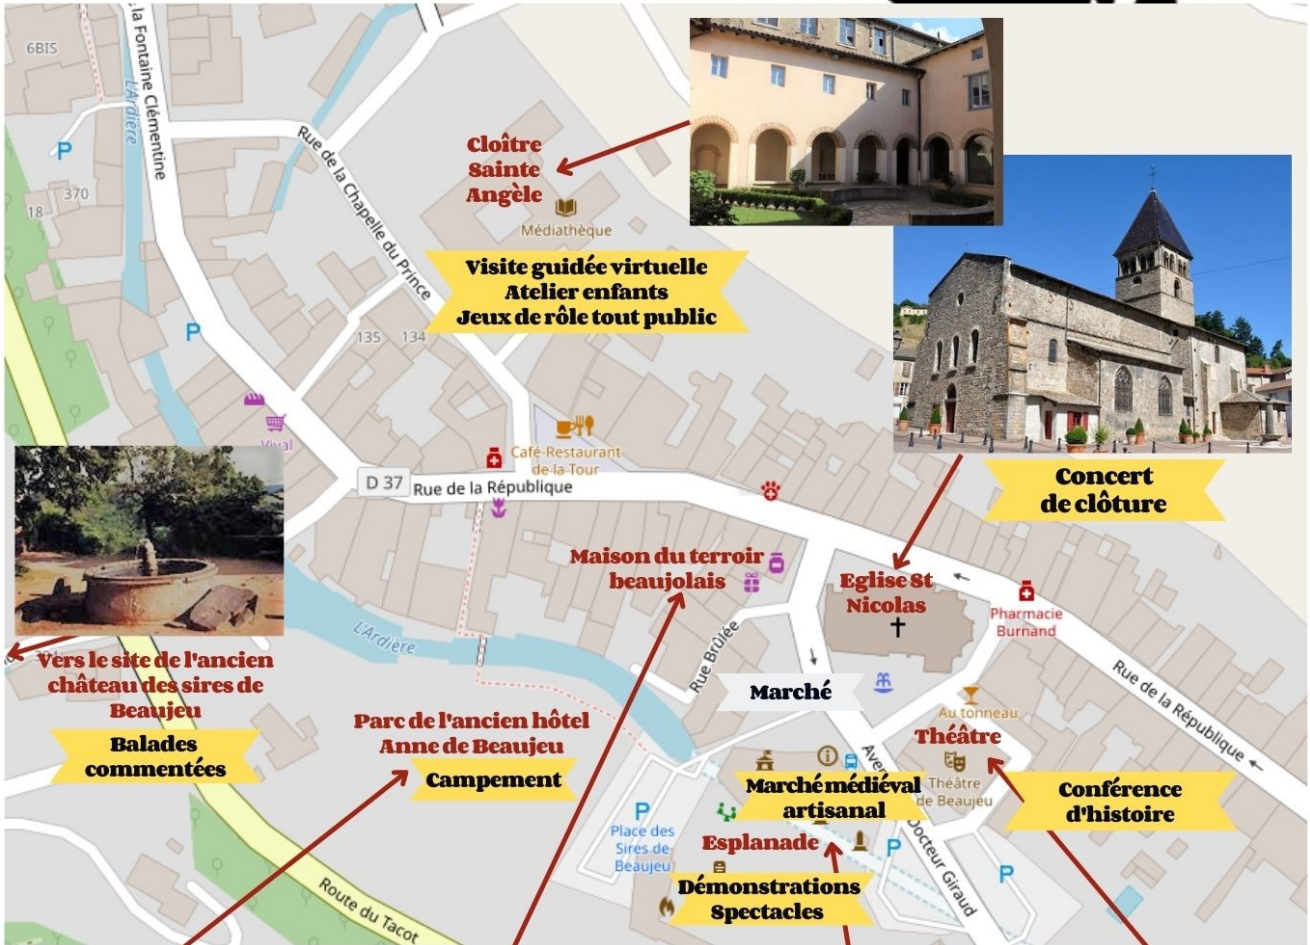 6BIS
la Fontaine Clémentine
L'Ardière
P
370
18
Rue de la Chapelle du Prince
Cloître
Sainte
Angèle
Médiathèque
Visite guidée virtuelle
Atelier enfants
Jeux de rôle tout public
P
135
134
Vival
Café-Restaurant
de la Tour
D 37
Rue de la République
Concert
de clôture
Maison du terroir
beaujolais
Eglise St
Nicolas
Pharmacie
Burnand
L'Ardière
Rue Brûlée
Rue de la République
Vers le site de l'ancien
château des sires de
Beaujeu
Balades
commentées
Parc de l'ancien hôtel
Anne de Beaujeu
Campement
Marché
Au tonneau
Théâtre
Théâtre
de Beaujeu
Conférence
d'histoire
Marché médiéval
artisanal
Aven
Docteur Giraud
P
Place des
Sires de
Beaujeu
Esplanade
P
P
Démonstrations
Spectacles
Route du Tacot